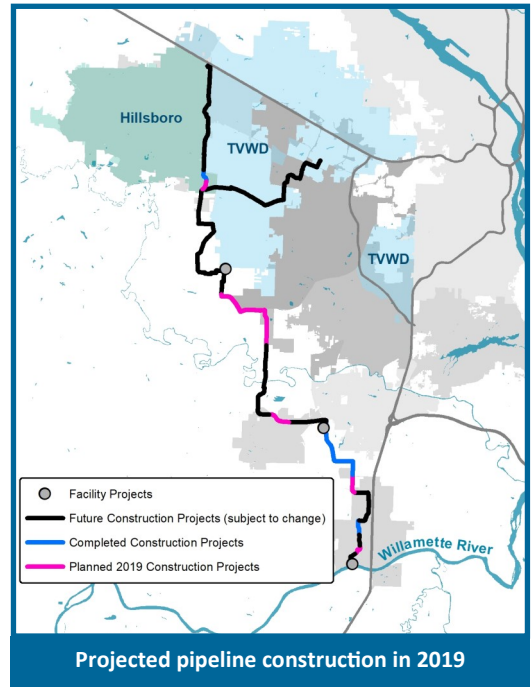 Hillsboro
TVWD
TVWD
Facility Projects
Future Construction Projects (subject to change)
Completed Construction Projects
Planned 2019 Construction Projects
Willamette River
Projected pipeline construction in 2019